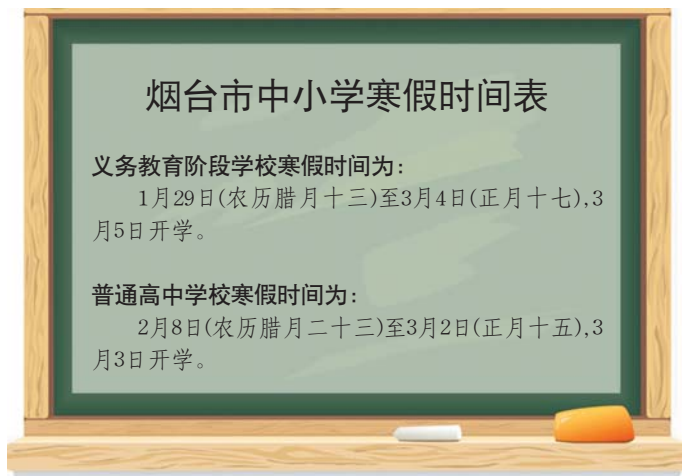 烟台市中小学寒假时间表
义务教育阶段学校寒假时间为：
1月29日(农历腊月十三)至3月4日(正月十七),3
月5日开学。
普通高中学校寒假时间为：
2月8日(农历腊月二十三)至3月2日(正月十五),3
月3日开学。